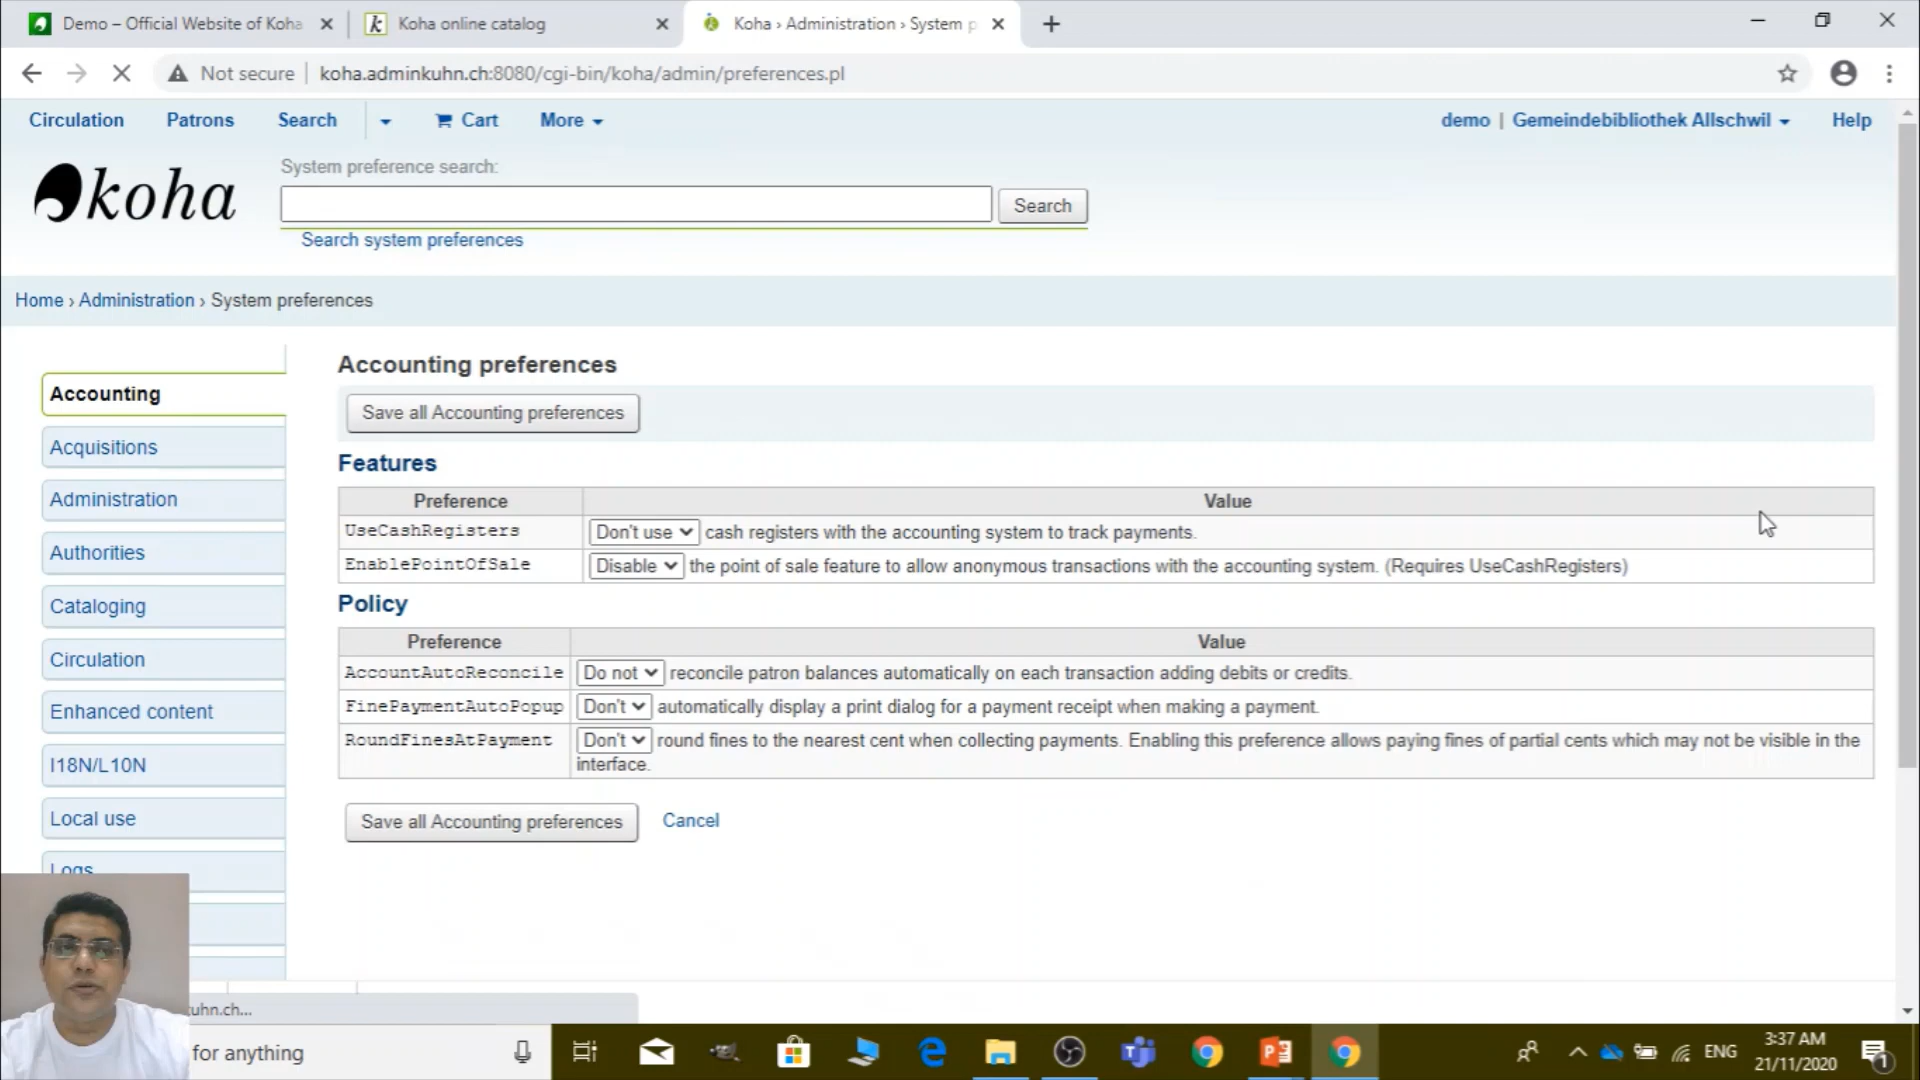 Demo – Official Website of Koha
Koha online catalog
Koha › Administration › System p
Not secure
koha.adminkuhn.ch:8080/cgi-bin/koha/admin/preferences.pl
Circulation
Patrons
Search
Cart
More
demo | Gemeindebibliothek Allschwil
Help
koha
System preference search:
Search
Search system preferences
Home › Administration › System preferences
Accounting
Acquisitions
Administration
Authorities
Cataloging
Circulation
Enhanced content
I18N/L10N
Local use
Logs
Accounting preferences
Save all Accounting preferences
Features
Preference
Value
UseCashRegisters
Don't use cash registers with the accounting system to track payments.
EnablePointOfSale
Disable the point of sale feature to allow anonymous transactions with the accounting system. (Requires UseCashRegisters)
Policy
Preference
Value
AccountAutoReconcile
Do not reconcile patron balances automatically on each transaction adding debits or credits.
FinePaymentAutoPopup
Don't automatically display a print dialog for a payment receipt when making a payment.
RoundFinesAtPayment
Don't round fines to the nearest cent when collecting payments. Enabling this preference allows paying fines of partial cents which may not be visible in the
interface.
Save all Accounting preferences
Cancel
uhn.ch...
for anything
ENG
3:37 AM
21/11/2020
1